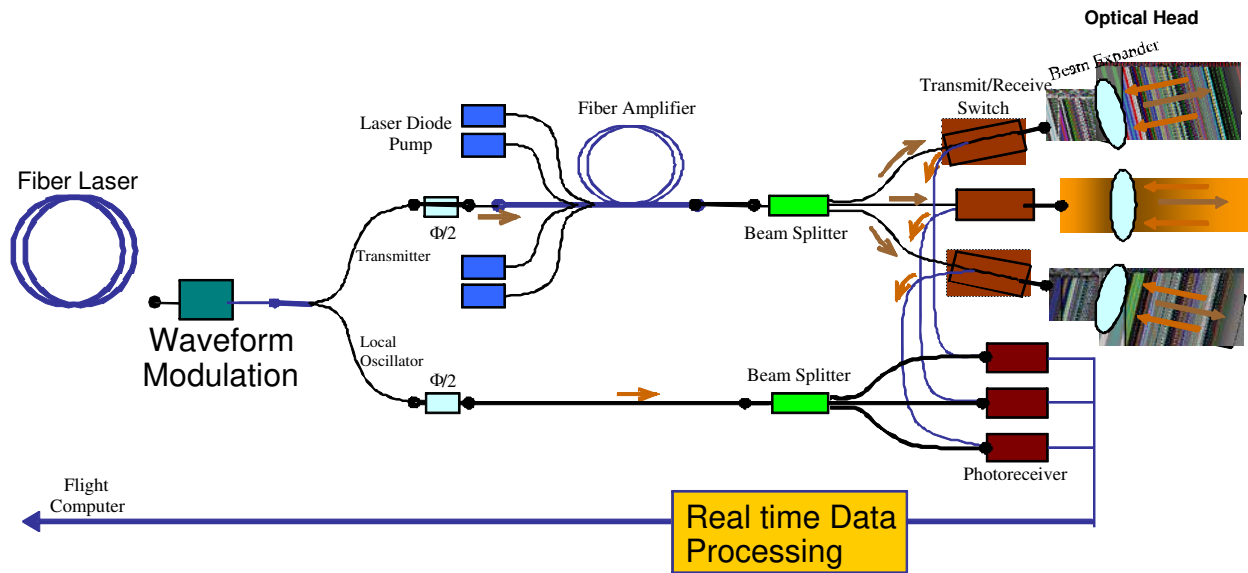 Optical Head
Beam Expander
Transmit/Receive
Switch
Fiber Amplifier
Laser Diode
Pump
Fiber Laser
Φ/2
Beam Splitter
Transmitter
Waveform
Modulation
Local
Oscillator
Φ/2
Beam Splitter
Photoreceiver
Flight
Computer
Real time Data
Processing